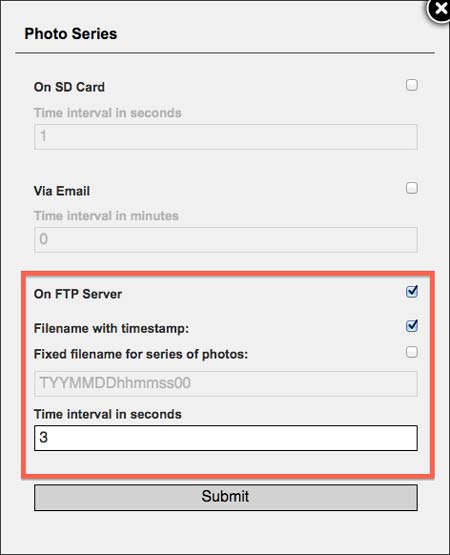 Photo Series
On SD Card
Time interval in seconds
1
Via Email
Time interval in minutes
0
On FTP Server
Filename with timestamp:
Fixed filename for series of photos:
TYYMMDDhhmmss00
Time interval in seconds
3
Submit